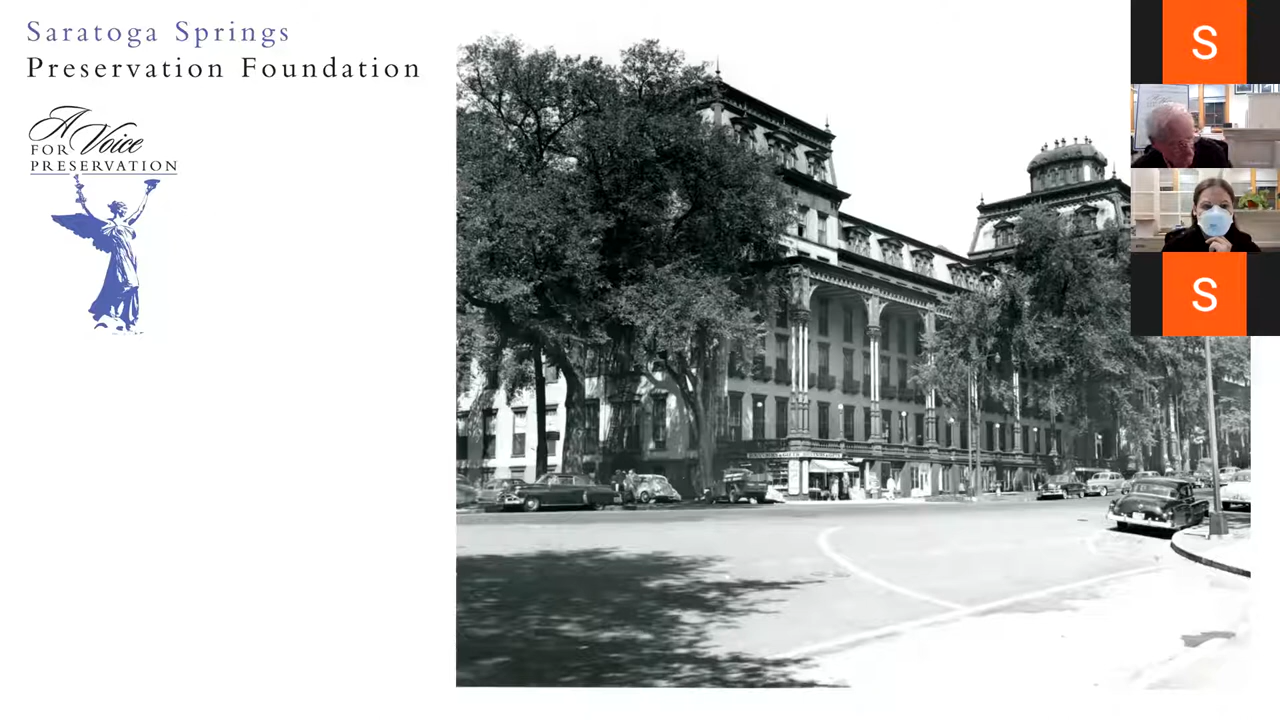 Saratoga Springs
Preservation Foundation
A Voice
FOR
PRESERVATION
S
S